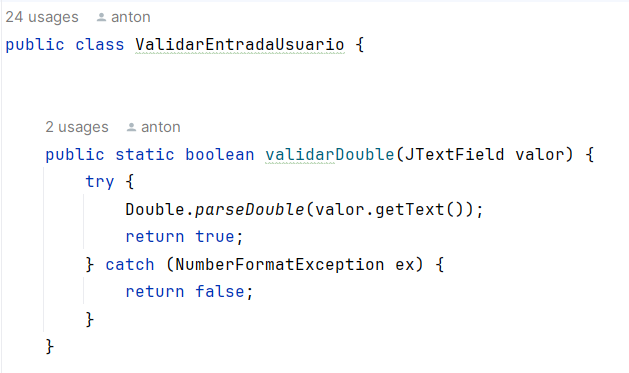 24 usages anton
public class ValidarEntradaUsuario {
2 usages anton
public static boolean validarDouble(JTextField valor) {
try {
Double.parseDouble(valor.getText());
return true;
} catch (NumberFormatException ex) {
return false;
}
}